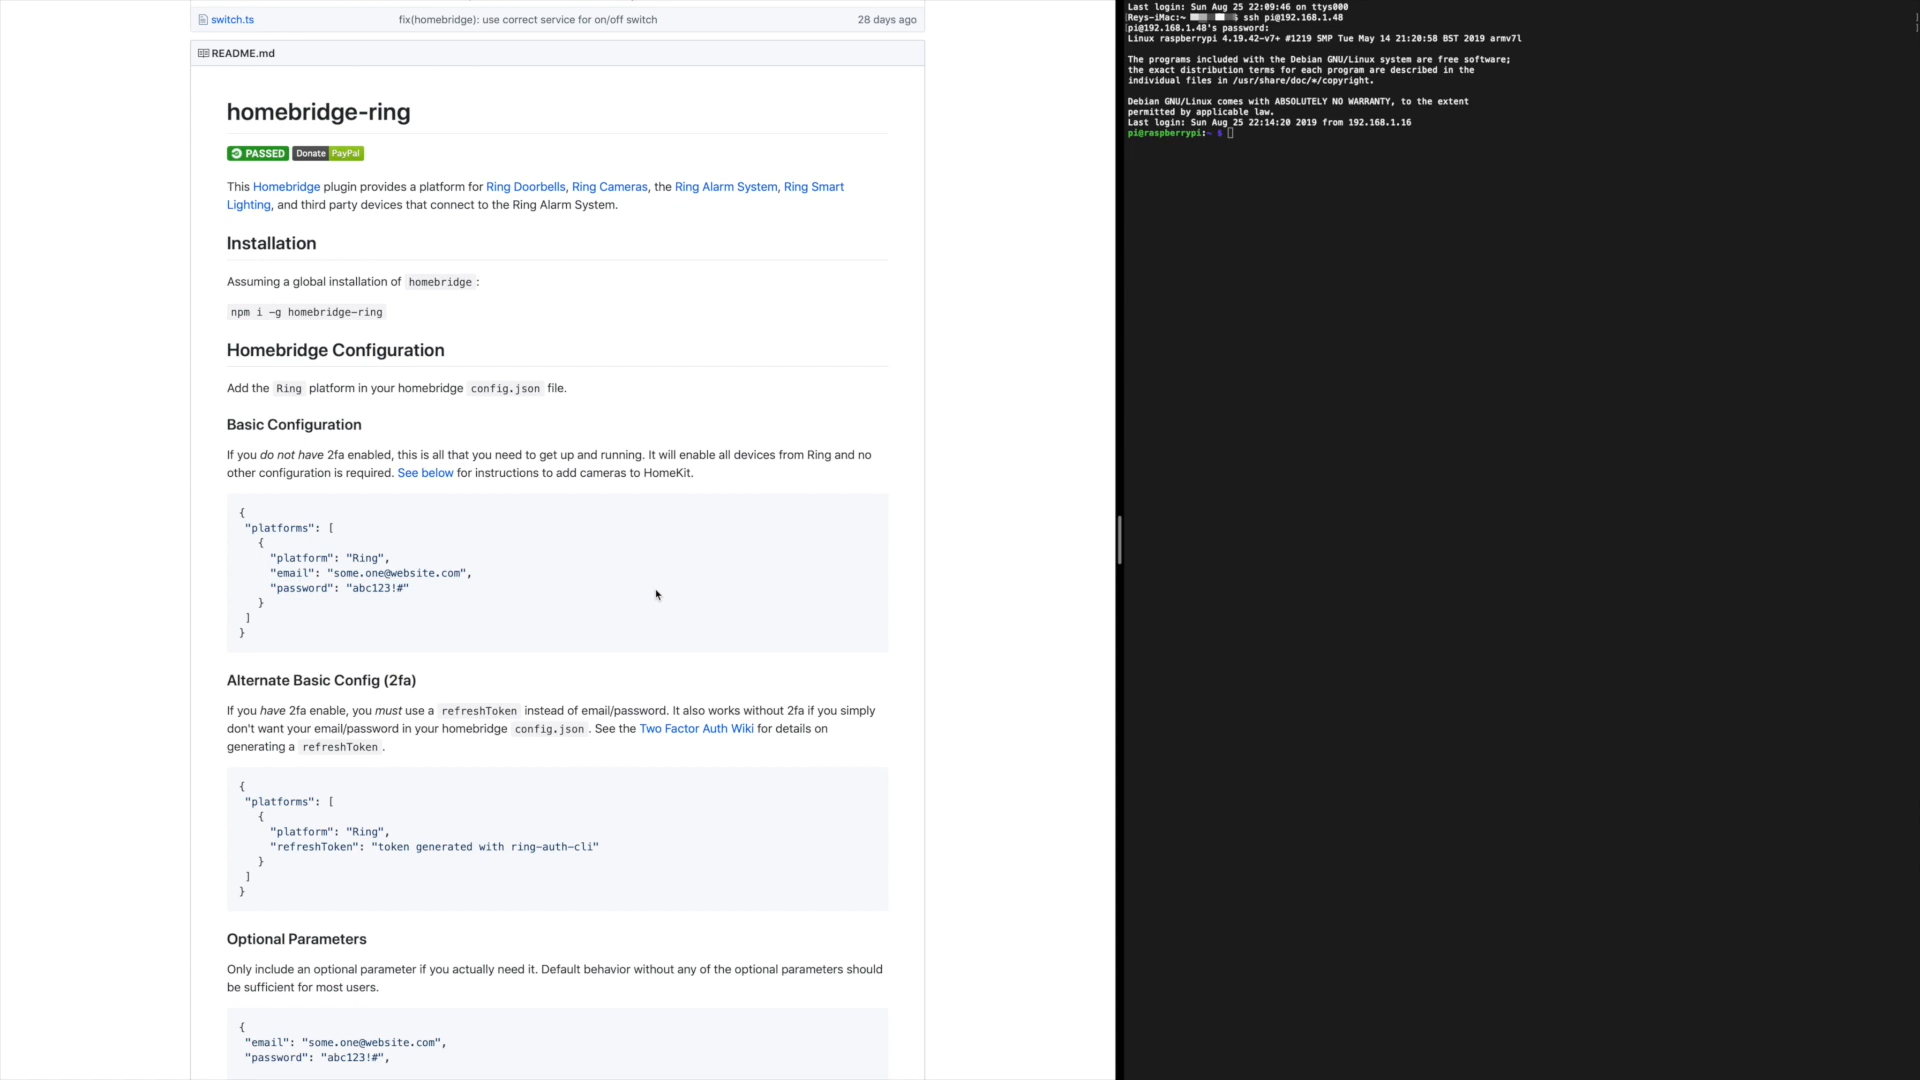 switch.ts fix(homebridge): use correct service for on/off switch 28 days ago
README.md
homebridge-ring
PASSED Donate PayPal
This Homebridge plugin provides a platform for Ring Doorbells, Ring Cameras, the Ring Alarm System, Ring Smart
Lighting, and third party devices that connect to the Ring Alarm System.
Installation
Assuming a global installation of homebridge :
npm i -g homebridge-ring
Homebridge Configuration
Add the Ring platform in your homebridge config.json file.
Basic Configuration
If you do not have 2fa enabled, this is all that you need to get up and running. It will enable all devices from Ring and no
other configuration is required. See below for instructions to add cameras to HomeKit.
{
"platforms": [
{
"platform": "Ring",
"email": "some.one@website.com",
"password": "abc123!#"
}
]
}
Alternate Basic Config (2fa)
If you have 2fa enable, you must use a refreshToken instead of email/password. It also works without 2fa if you simply
don't want your email/password in your homebridge config.json . See the Two Factor Auth Wiki for details on
generating a refreshToken .
{
"platforms": [
{
"platform": "Ring",
"refreshToken": "token generated with ring-auth-cli"
}
]
}
Optional Parameters
Only include an optional parameter if you actually need it. Default behavior without any of the optional parameters should
be sufficient for most users.
{
"email": "some.one@website.com",
"password": "abc123!#",
Last login: Sun Aug 25 22:09:46 on ttys000
[Reys-iMac:~ $ ssh pi@192.168.1.48 ]
[pi@192.168.1.48's password: ]
Linux raspberrypi 4.19.42-v7+ #1219 SMP Tue May 14 21:20:58 BST 2019 armv7l
The programs included with the Debian GNU/Linux system are free software;
the exact distribution terms for each program are described in the
individual files in /usr/share/doc/*/copyright.
Debian GNU/Linux comes with ABSOLUTELY NO WARRANTY, to the extent
permitted by applicable law.
Last login: Sun Aug 25 22:14:20 2019 from 192.168.1.16
pi@raspberrypi:~ $